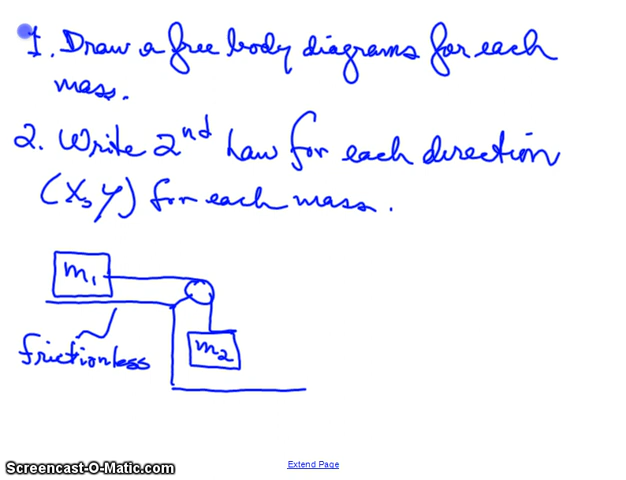 1. Draw a free body diagrams for each
mass.
2. Write 2nd Law for each direction
(X, Y) for each mass.
m1
frictionless
m2
Extend Page
Screencast-O-Matic.com